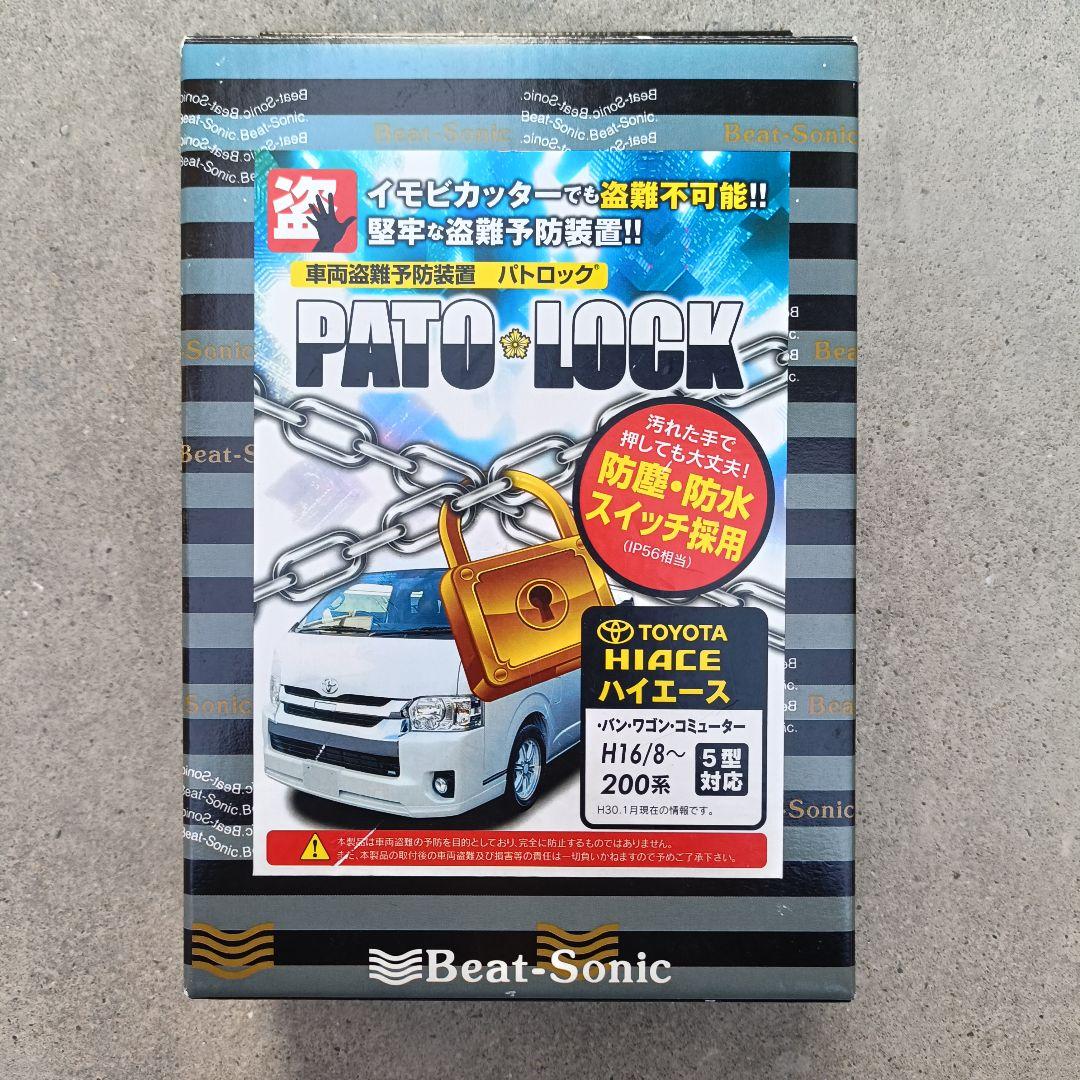 Beat-Sonic
Beat-Sonic
盗
イモビカッターでも盗難不可能!!
堅牢な盗難予防装置!!
車両盗難予防装置 パトロック®
PATO LOCK
汚れた手で
押しても大丈夫!
防塵・防水
スイッチ採用
(IP56相当)
TOYOTA
HIACE
ハイエース
・バン・ワゴン・コミューター
H16/8～
200系
5型
対応
H30.1月現在の情報です。
本製品は車両盗難の予防を目的としており、完全に防止するものではありません。
また、本製品の取付後の車両盗難及び損害等の責任は一切負いかねますので予めご了承下さい。
Beat-Sonic